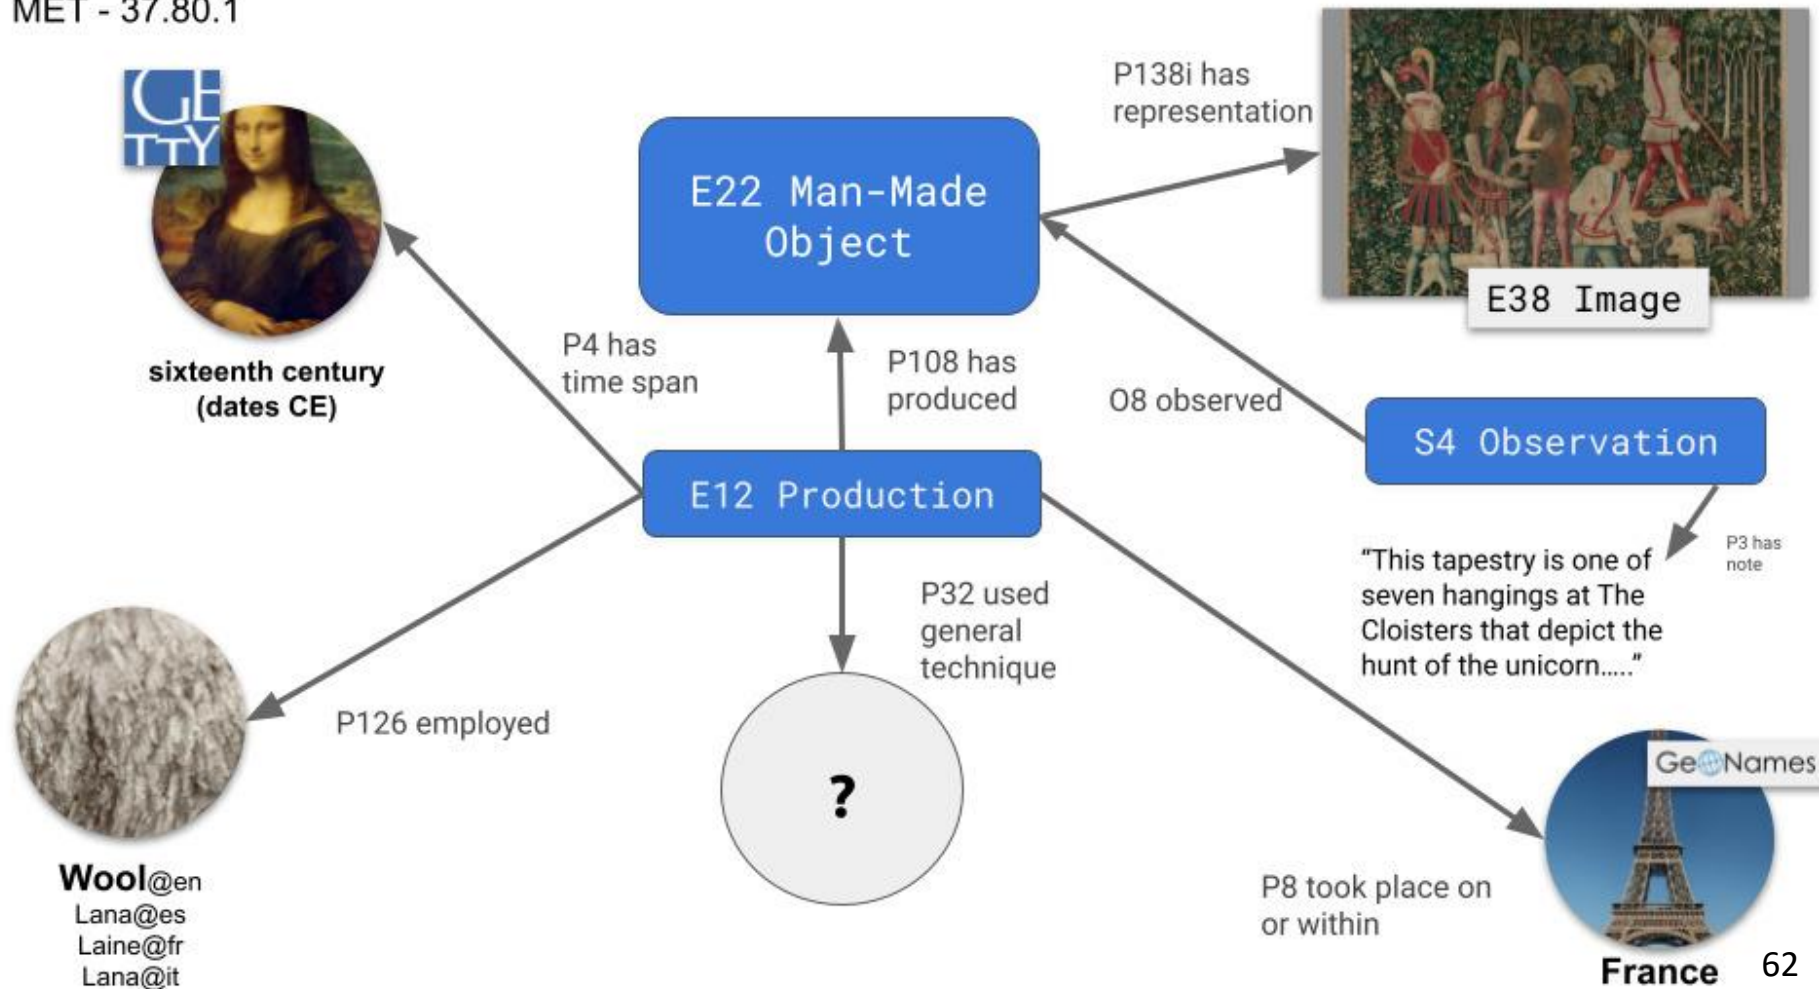 MET - 37.80.1
GE
TTY
P138i has
representation
E22 Man-Made
Object
E38 Image
sixteenth century
(dates CE)
P4 has
time span
P108 has
produced
O8 observed
S4 Observation
E12 Production
P3 has
note
“This tapestry is one of
seven hangings at The
Cloisters that depict the
hunt of the unicorn.....”
P32 used
general
technique
P126 employed
?
GeoNames
Wool@en
Lana@es
Laine@fr
Lana@it
P8 took place on
or within
France
62